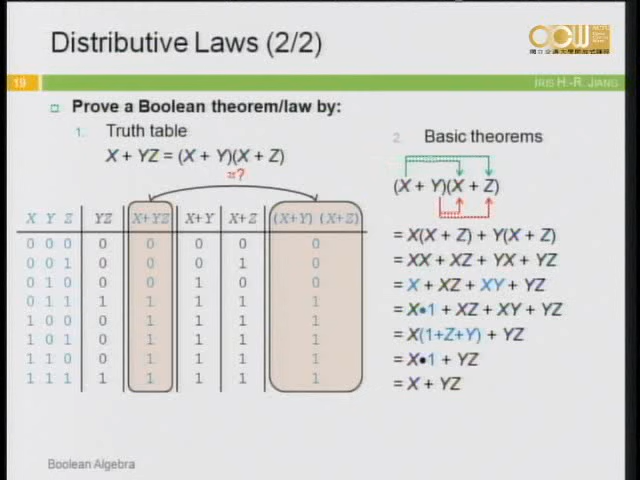 Distributive Laws (2/2)
OCW
19
IRIS H.-R. JIANG
Prove a Boolean theorem/law by:
1. Truth table
X + YZ = (X + Y)(X + Z)
=?
X Y Z YZ X+YZ X+Y X+Z (X+Y) (X+Z)
0 0 0 0 0 0 0 0
0 0 1 0 0 0 1 0
0 1 0 0 0 1 0 0
0 1 1 1 1 1 1 1
1 0 0 0 1 1 1 1
1 0 1 0 1 1 1 1
1 1 0 0 1 1 1 1
1 1 1 1 1 1 1 1
2. Basic theorems
(X + Y)(X + Z)
= X(X + Z) + Y(X + Z)
= XX + XZ + YX + YZ
= X + XZ + XY + YZ
= X•1 + XZ + XY + YZ
= X(1+Z+Y) + YZ
= X•1 + YZ
= X + YZ
Boolean Algebra